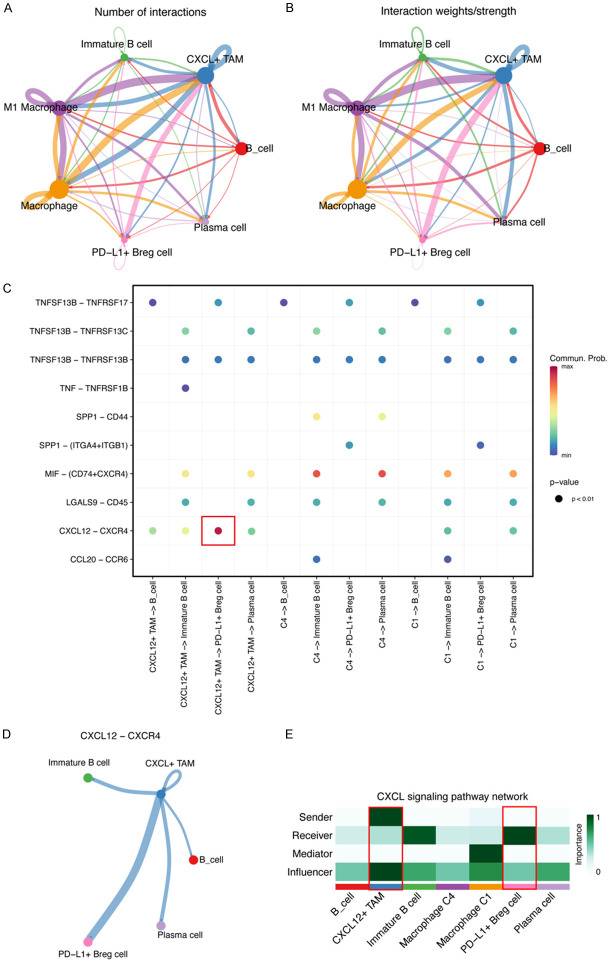 A
Number of interactions
Immature B cell
CXCL+ TAM
M1 Macrophage
B_cell
Macrophage
Plasma cell
PD−L1+ Breg cell
B
Interaction weights/strength
Immature B cell
CXCL+ TAM
M1 Macrophage
B_cell
Macrophage
Plasma cell
PD−L1+ Breg cell
C
TNFSF13B − TNFRSF17
TNFSF13B − TNFRSF13C
TNFSF13B − TNFRSF13B
TNF − TNFRSF1B
SPP1 − CD44
SPP1 − (ITGA4+ITGB1)
MIF − (CD74+CXCR4)
LGALS9 − CD45
CXCL12 − CXCR4
CCL20 − CCR6
CXCL12+ TAM −> B_cell
CXCL12+ TAM −> Immature B cell
CXCL12+ TAM −> PD−L1+ Breg cell
CXCL12+ TAM −> Plasma cell
C4 −> B_cell
C4 −> Immature B cell
C4 −> PD−L1+ Breg cell
C4 −> Plasma cell
C1 −> B_cell
C1 −> Immature B cell
C1 −> PD−L1+ Breg cell
C1 −> Plasma cell
Commun. Prob.
max
min
p−value
p < 0.01
D
CXCL12 − CXCR4
Immature B cell
CXCL+ TAM
B_cell
Plasma cell
PD−L1+ Breg cell
E
CXCL signaling pathway network
Sender
Receiver
Mediator
Influencer
B_cell
CXCL12+ TAM
Immature B cell
Macrophage C4
Macrophage C1
PD−L1+ Breg cell
Plasma cell
Importance
1
0